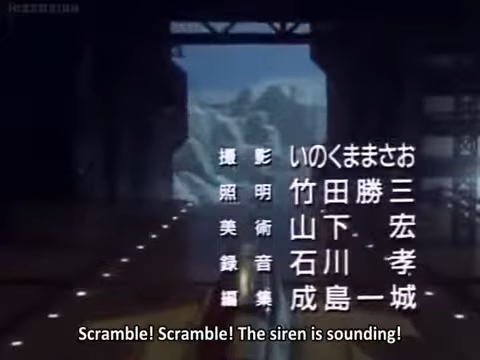 撮影 いのくままさお
照明 竹田勝三
美術 山下 宏
録音 石川 孝
編集 成島一城
Scramble! Scramble! The siren is sounding!